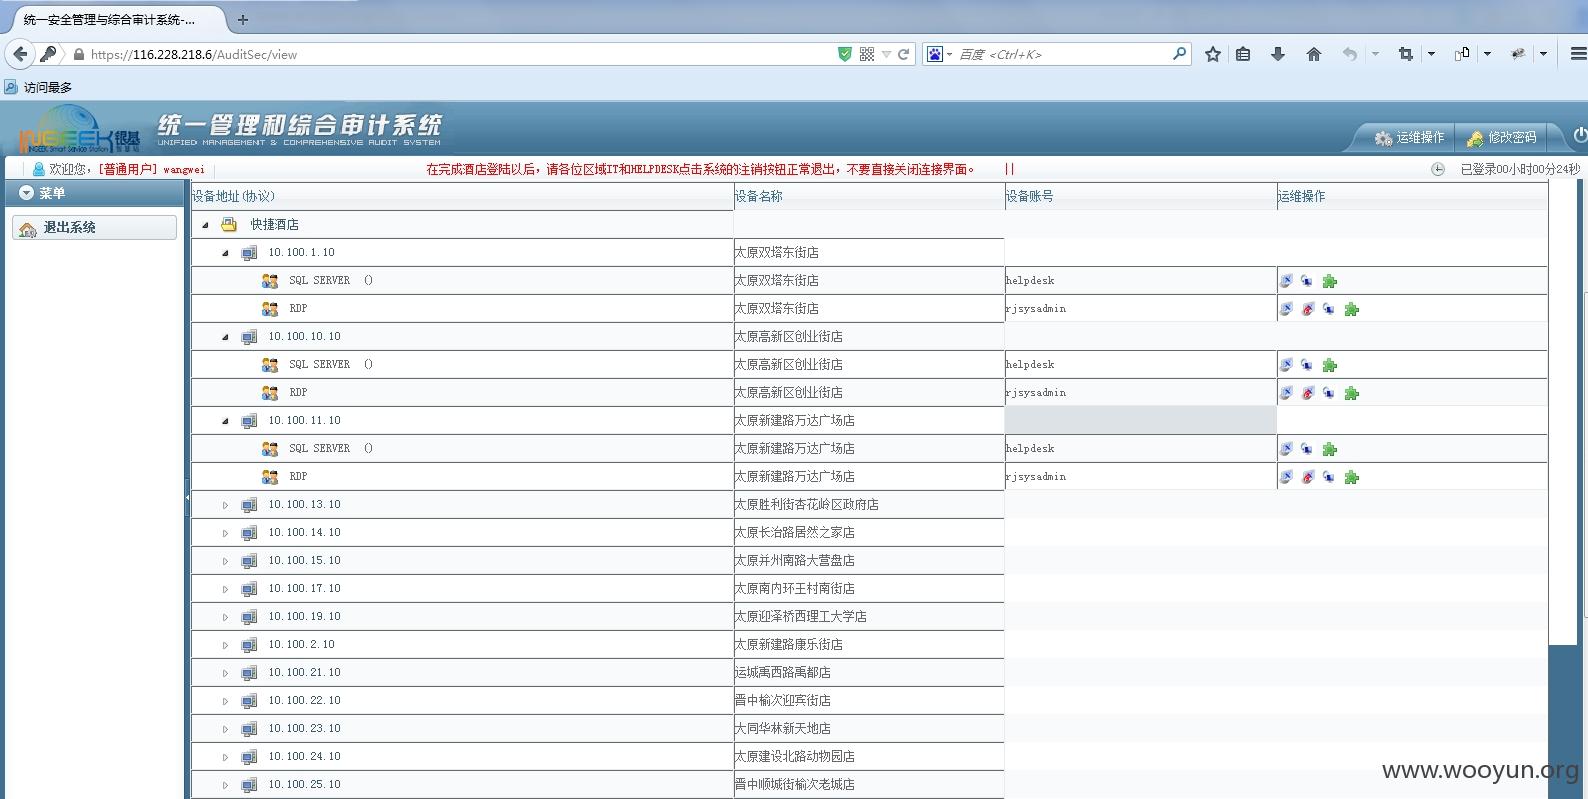 统一安全管理与综合审计系统-...
https://116.228.218.6/AuditSec/view
百度 <Ctrl+K>
访问最多
INGEEK 银基
INGEEK Smart Service Station
统一管理和综合审计系统
UNIFIED MANAGEMENT & COMPREHENSIVE AUDIT SYSTEM
运维操作
修改密码
欢迎您，[普通用户] wangwei
在完成酒店登陆以后，请各位区域IT和HELPDESK点击系统的注销按钮正常退出，不要直接关闭连接界面。 ||
已登录00小时00分24秒
菜单
退出系统
设备地址(协议) 设备名称 设备账号 运维操作
快捷酒店
10.100.1.10 太原双塔东街店
SQL SERVER () 太原双塔东街店 helpdesk
RDP 太原双塔东街店 rjsysadmin
10.100.10.10 太原高新区创业街店
SQL SERVER () 太原高新区创业街店 helpdesk
RDP 太原高新区创业街店 rjsysadmin
10.100.11.10 太原新建路万达广场店
SQL SERVER () 太原新建路万达广场店 helpdesk
RDP 太原新建路万达广场店 rjsysadmin
10.100.13.10 太原胜利街杏花岭区政府店
10.100.14.10 太原长治路居然之家店
10.100.15.10 太原并州南路大营盘店
10.100.17.10 太原南内环王村南街店
10.100.19.10 太原迎泽桥西理工大学店
10.100.2.10 太原新建路康乐街店
10.100.21.10 运城禹西路禹都店
10.100.22.10 晋中榆次迎宾街店
10.100.23.10 大同华林新天地店
10.100.24.10 太原建设北路动物园店
10.100.25.10 晋中顺城街榆次老城店
www.wooyun.org